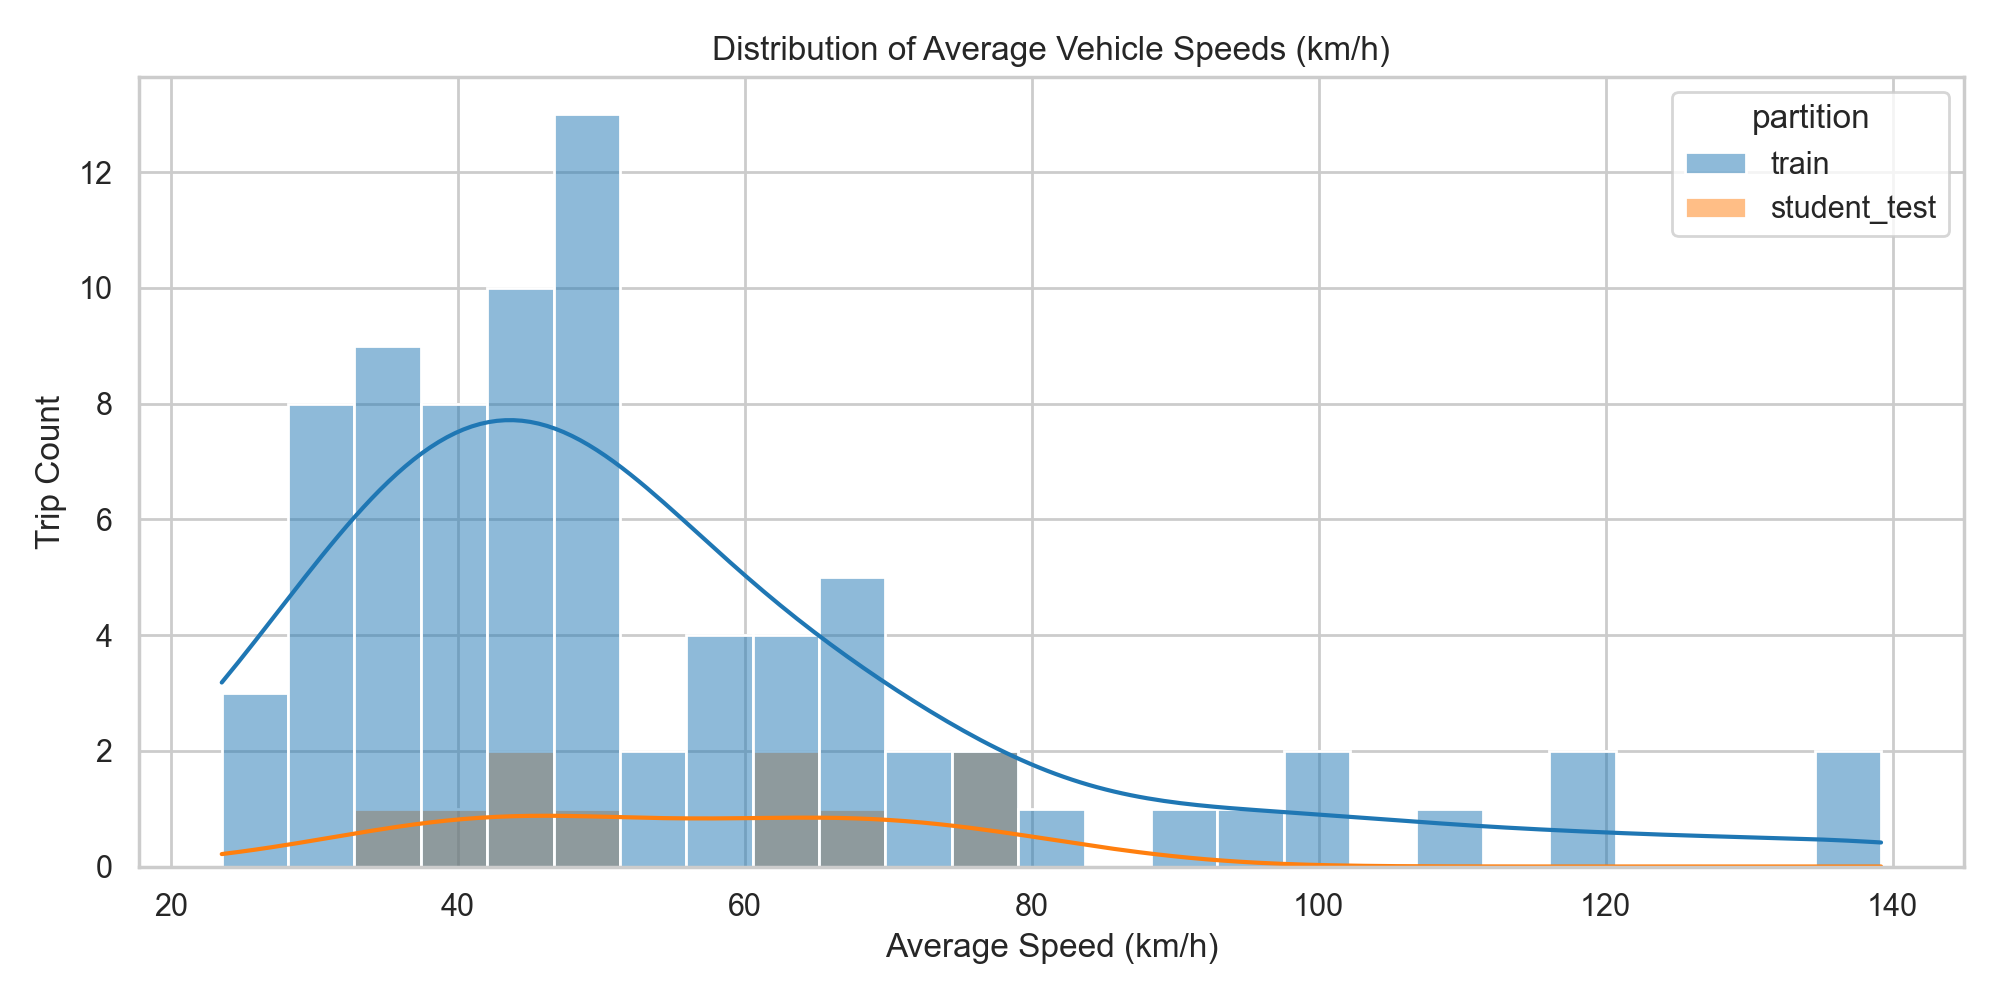 Distribution of Average Vehicle Speeds (km/h)
partition
train
student_test
Trip Count
12
10
8
6
4
2
0
20 40 60 80 100 120 140
Average Speed (km/h)